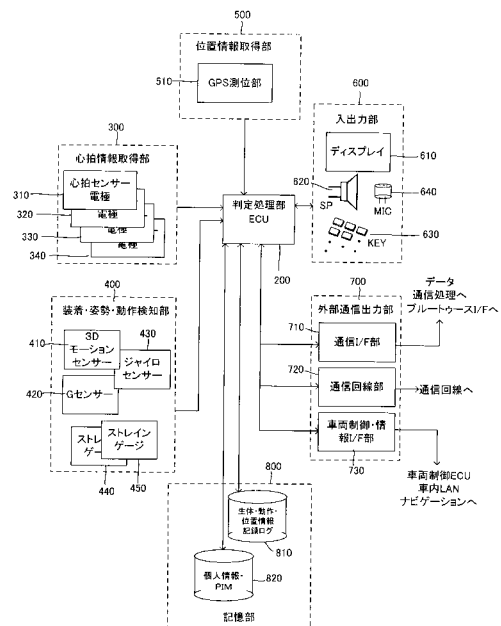 500
位置情報取得部
510
GPS測位部
300
心拍情報取得部
310
心拍センサー
電極
320
電極
330
電極
340
電極
判定処理部
ECU
200
600
入出力部
ディスプレイ
610
620
SP
640
MIC
630
KEY
400
装着・姿勢・動作検知部
410
3D
モーション
センサー
430
ジャイロ
センサー
420
Gセンサー
ストレイン
ゲージ
ストレイン
ゲージ
440
450
700
外部通信出力部
710
通信I/F部
データ
通信処理へ
ブルートゥースI/Fへ
720
通信回線部
通信回線へ
車両制御・情
報I/F部
730
車両制御ECU
車内LAN
ナビゲーションへ
800
生体・動作・
位置情報
記録ログ
810
個人情報・
PIM
820
記憶部